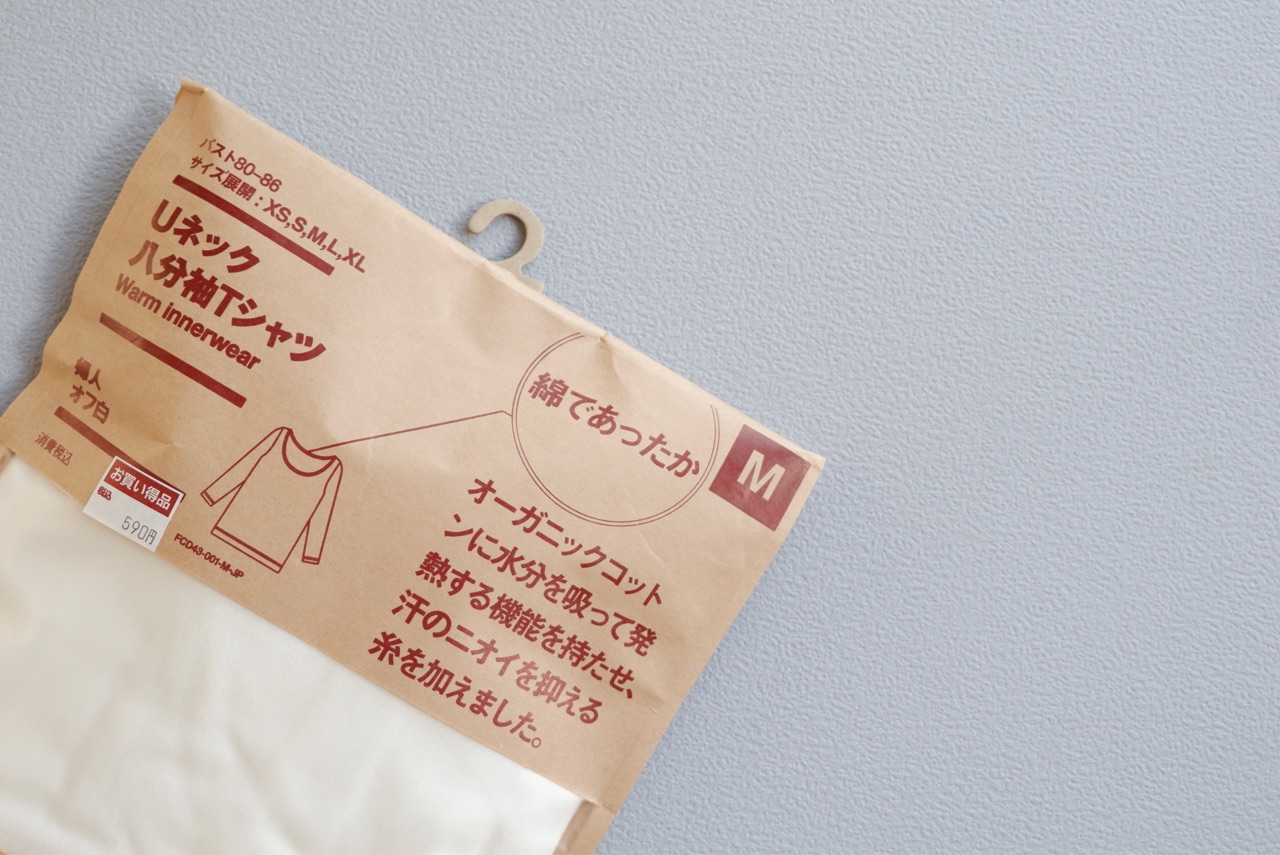 バスト80–86
サイズ展開：XS,S,M,L,XL
Uネック
八分袖Tシャツ
Warm innerwear
婦人
オフ白
消費税込
お買い得品
税込
590円
FCD43-001-M-JP
綿であったか
M
オーガニックコット
ンに水分を吸って発
熱する機能を持たせ、
汗のニオイを抑える
糸を加えました。